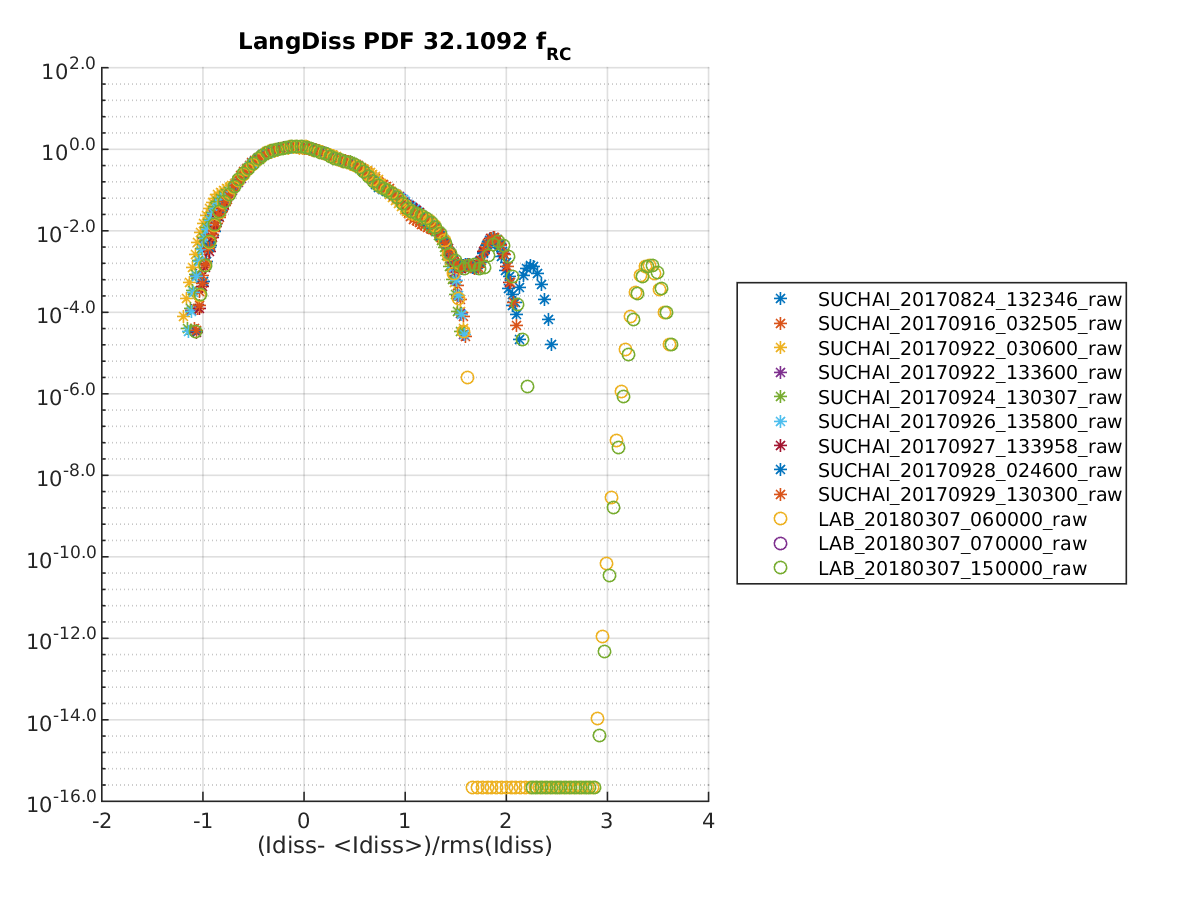 LangDiss PDF 32.1092 f_RC
10^2.0
10^0.0
10^-2.0
10^-4.0
10^-6.0
10^-8.0
10^-10.0
10^-12.0
10^-14.0
10^-16.0
-2 -1 0 1 2 3 4
(Idiss- <Idiss>)/rms(Idiss)
SUCHAI_20170824_132346_raw
SUCHAI_20170916_032505_raw
SUCHAI_20170922_030600_raw
SUCHAI_20170922_133600_raw
SUCHAI_20170924_130307_raw
SUCHAI_20170926_135800_raw
SUCHAI_20170927_133958_raw
SUCHAI_20170928_024600_raw
SUCHAI_20170929_130300_raw
LAB_20180307_060000_raw
LAB_20180307_070000_raw
LAB_20180307_150000_raw